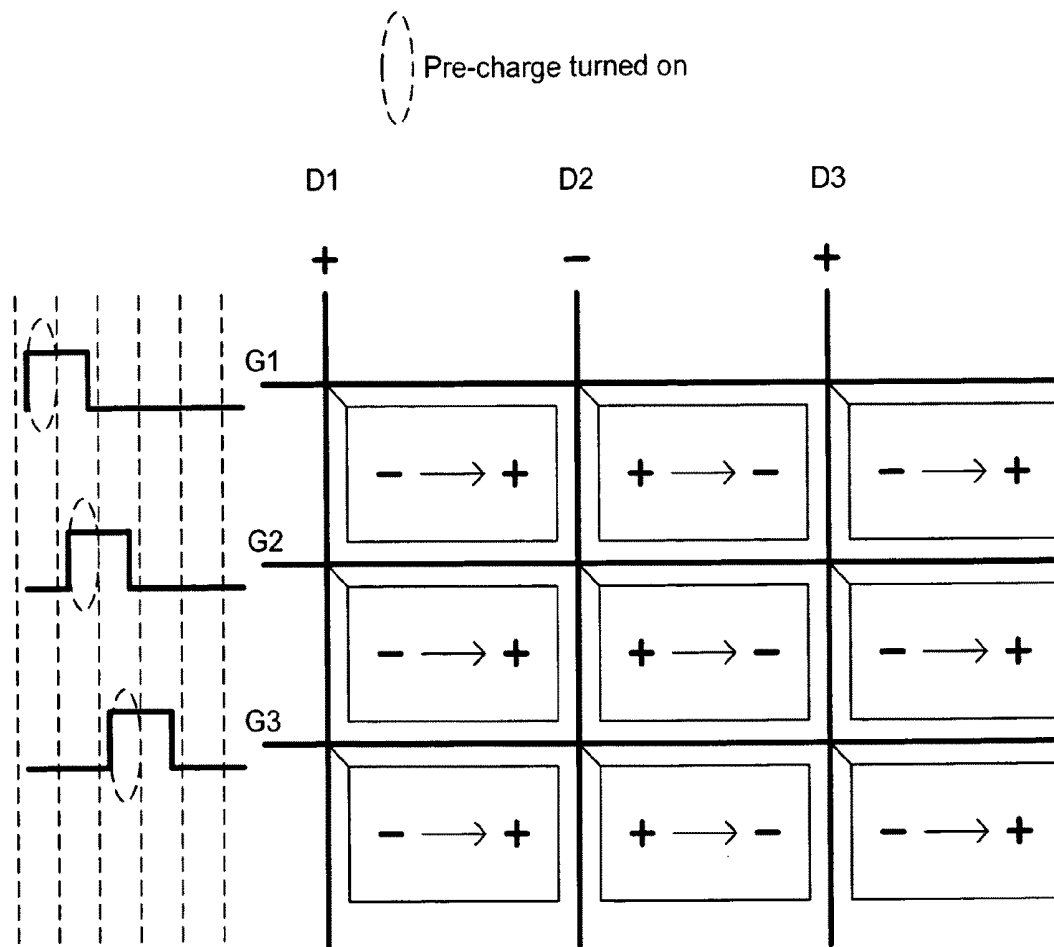 Pre-charge turned on
D1 D2 D3
+ − +
G1
− → + + → − − → +
G2
− → + + → − − → +
G3
− → + + → − − → +